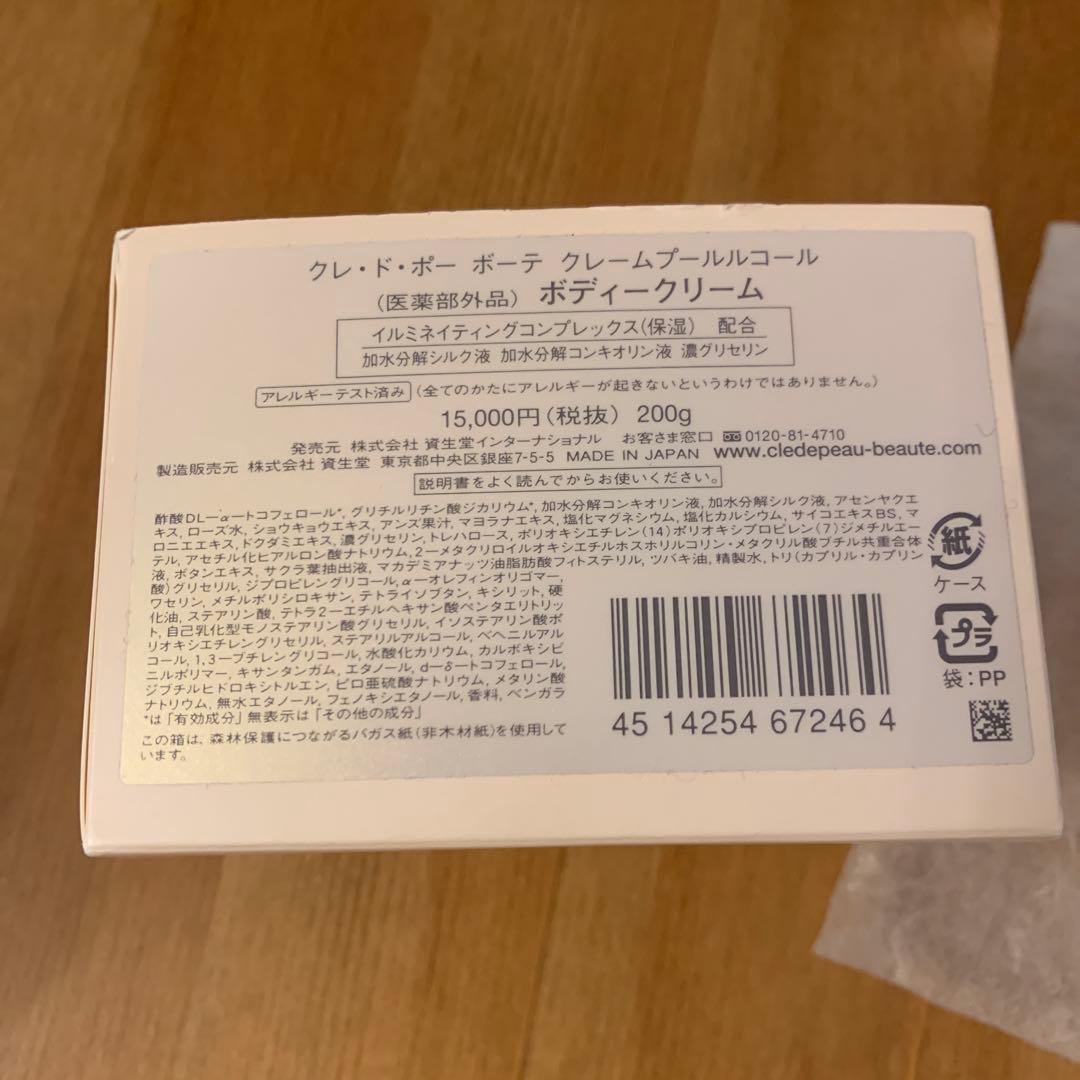 クレ・ド・ポー ボーテ クレームプールルコール
(医薬部外品) ボディークリーム
イルミネイティングコンプレックス(保湿) 配合
加水分解シルク液 加水分解コンキオリン液 濃グリセリン
アレルギーテスト済み (全てのかたにアレルギーが起きないというわけではありません。)
15,000円(税抜) 200g
発売元 株式会社 資生堂インターナショナル お客さま窓口 0120-81-4710
製造販売元 株式会社 資生堂 東京都中央区銀座7-5-5 MADE IN JAPAN www.cledepeau-beaute.com
説明書をよく読んでからお使いください。
酢酸DL-α-トコフェロール*, グリチルリチン酸ジカリウム*, 加水分解コンキオリン液, 加水分解シルク液, アセンヤクエ
キス, ローズ水, ショウキョウエキス, アンズ果汁, マヨラナエキス, 塩化マグネシウム, 塩化カルシウム, サイコエキスBS, マ
ロニエエキス, ドクダミエキス, 濃グリセリン, トレハロース, ポリオキシエチレン(14)ポリオキシプロピレン(7)ジメチルエー
テル, アセチル化ヒアルロン酸ナトリウム, 2-メタクリロイルオキシエチルホスホリルコリン・メタクリル酸ブチル共重合体
液, ボタンエキス, サクラ葉抽出液, マカデミアナッツ油脂肪酸フィトステリル, ツバキ油, 精製水, トリ(カプリル・カプリン
酸)グリセリル, ジプロピレングリコール, α-オレフィンオリゴマー,
ワセリン, メチルポリシロキサン, テトライソブタン, キシリット, 硬
化油, ステアリン酸, テトラ2-エチルヘキサン酸ペンタエリトリッ
ト, 自己乳化型モノステアリン酸グリセリル, イソステアリン酸ポ
リオキシエチレングリセリル, ステアリルアルコール, ベヘニルアル
コール, 1,3-ブチレングリコール, 水酸化カリウム, カルボキシビ
ニルポリマー, キサンタンガム, エタノール, d-δ-トコフェロール,
ジブチルヒドロキシトルエン, ピロ亜硫酸ナトリウム, メタリン酸
ナトリウム, 無水エタノール, フェノキシエタノール, 香料, ベンガラ
*は「有効成分」無表示は「その他の成分」
この箱は、森林保護につながるバガス紙(非木材紙)を使用して
います。
紙
ケース
プラ
袋:PP
4514254672464